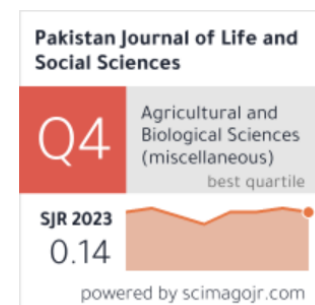 Pakistan Journal of Life and
Social Sciences
Q4
Agricultural and
Biological Sciences
(miscellaneous)
best quartile
SJR 2023
0.14
powered by scimagojr.com